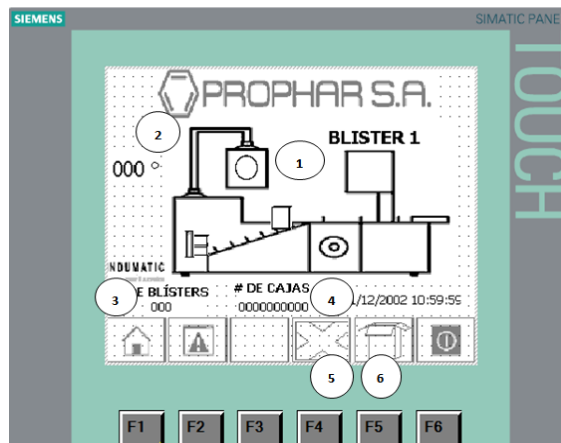 SIEMENS
SIMATIC PANE
TOUCH
PROPHAR S.A.
2
1
BLISTER 1
000 °
NDUMATIC
3
E BLÍSTERS
# DE CAJAS
4
/12/2002 10:59:59
000
0000000000
5
6
F1
F2
F3
F4
F5
F6